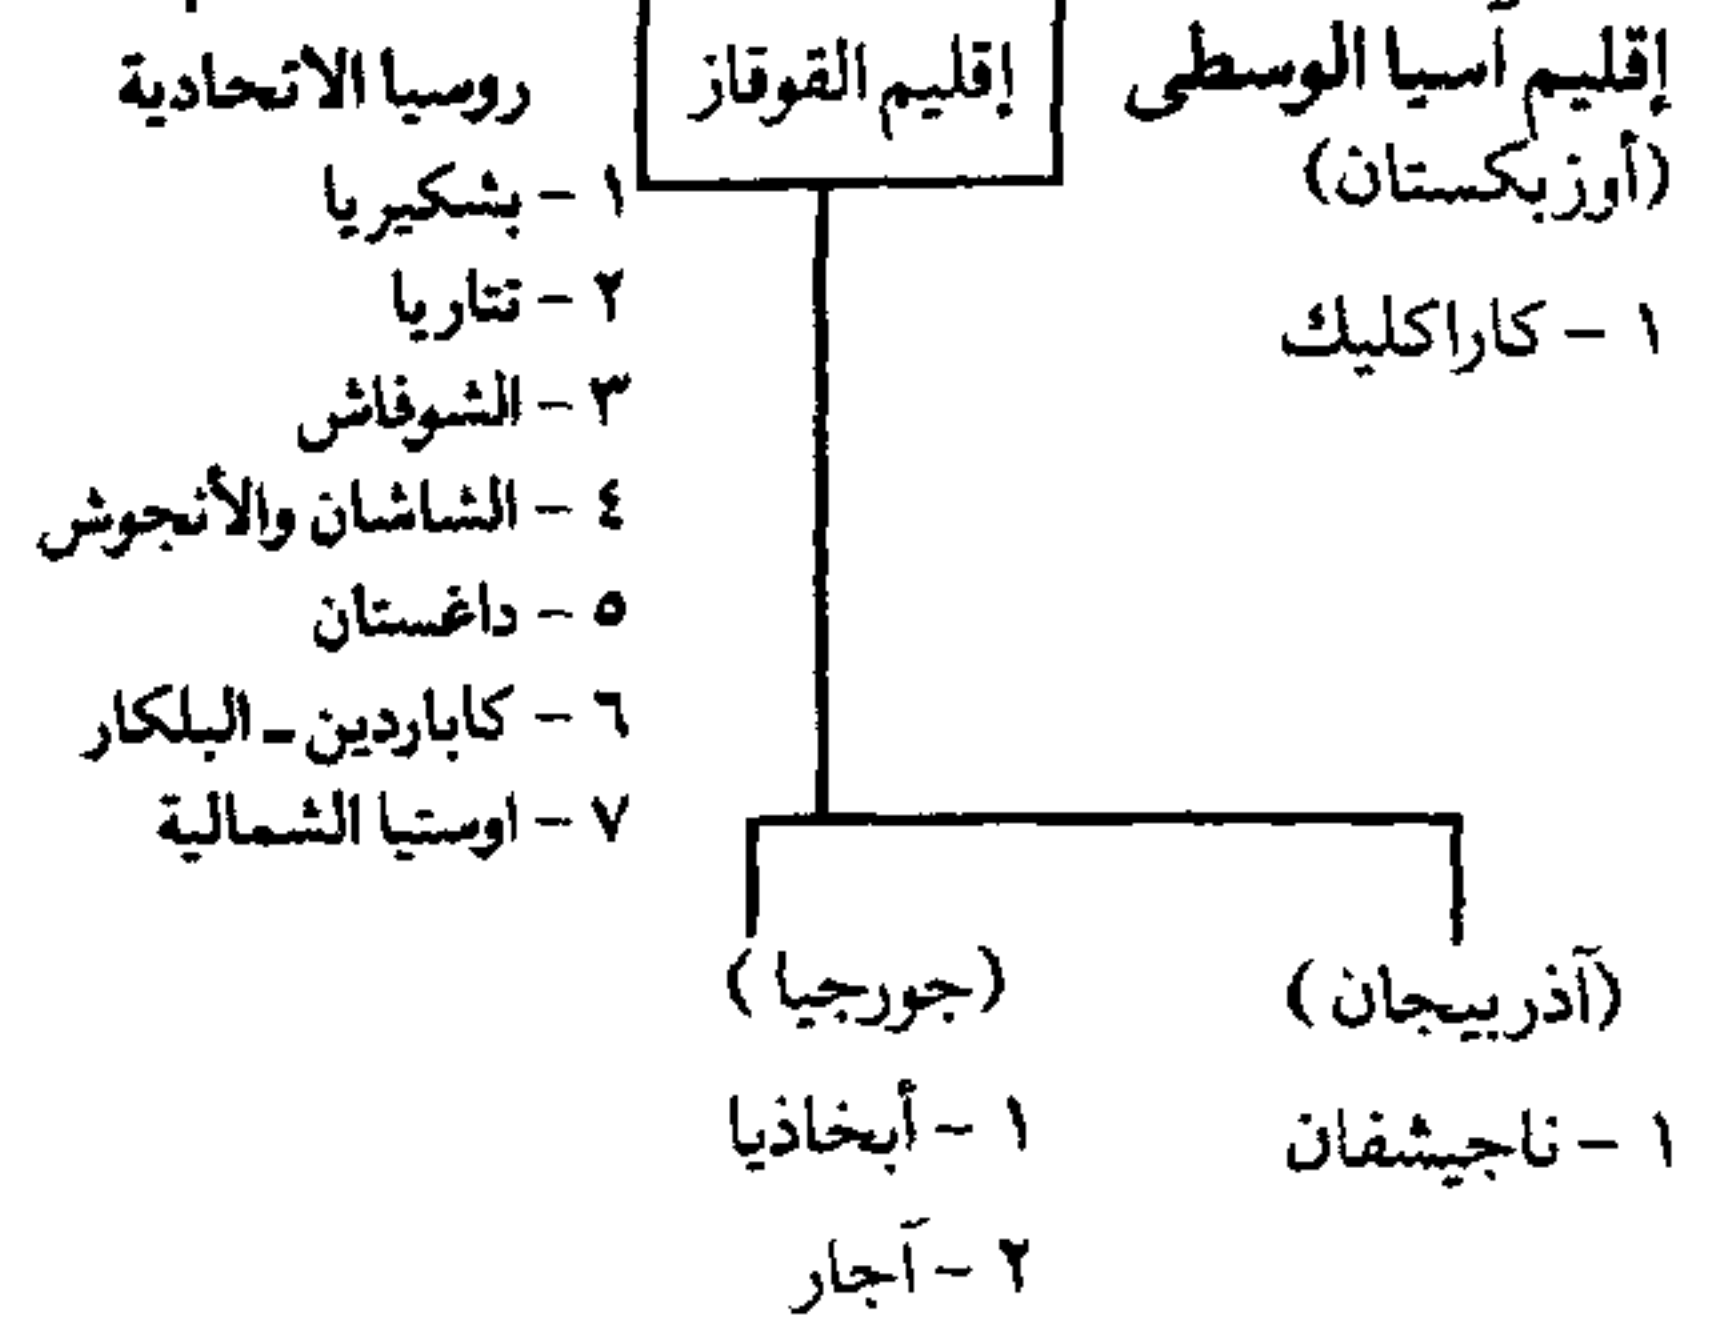 إقليم آسيا الوسطى
(أوزبكستان)
١ - كاراكليك
إقليم القوقاز
(آذربيجان)
١ - ناجيشفان
(جورجيا)
١ - أبخاذيا
٢ - آجار
روسيا الاتحادية
١ - بشكيريا
٢ - تتاريا
٣ - الشوفاش
٤ - الشاشان والأنجوش
٥ - داغستان
٦ - كاباردين - البلكار
٧ - اوستيا الشمالية